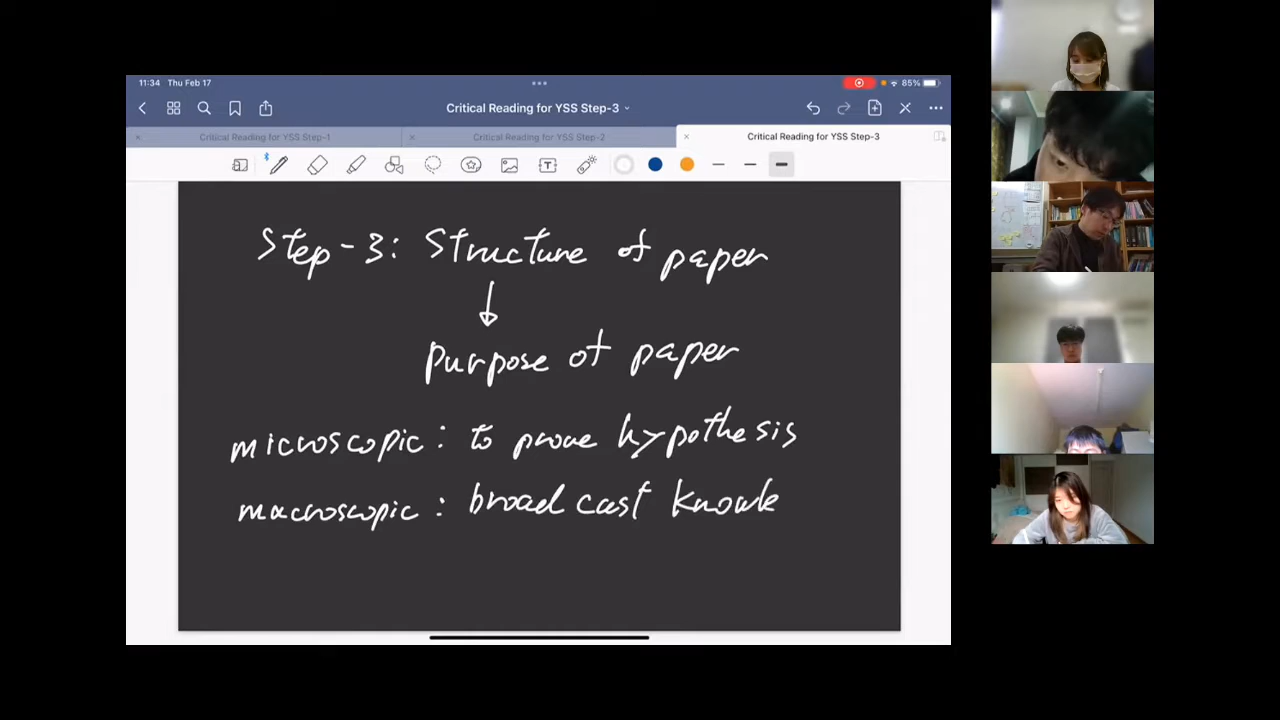 11:34 Thu Feb 17
85%
Critical Reading for YSS Step-3
Critical Reading for YSS Step-1
Critical Reading for YSS Step-2
Critical Reading for YSS Step-3
Step-3: Structure of paper
↓
purpose of paper
microscopic: to prove hypothesis
macroscopic: broad cast knowle